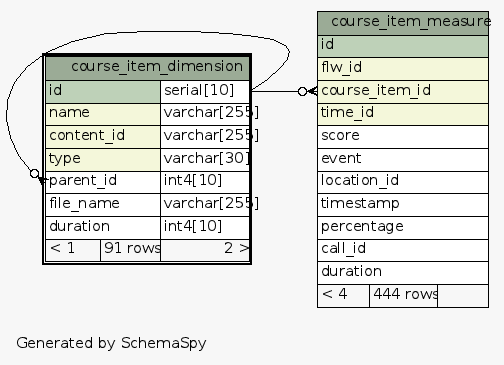 course_item_dimension
id serial[10]
name varchar[255]
content_id varchar[255]
type varchar[30]
parent_id int4[10]
file_name varchar[255]
duration int4[10]
< 1 91 rows 2 >
course_item_measure
id
flw_id
course_item_id
time_id
score
event
location_id
timestamp
percentage
call_id
duration
< 4 444 rows
Generated by SchemaSpy